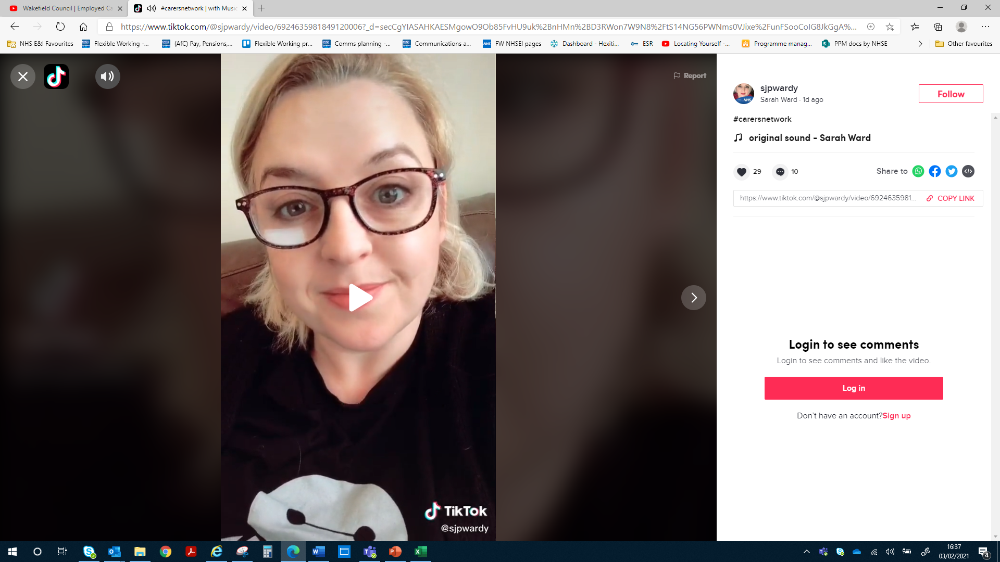 Wakefield Council | Employed Ca
#carersnetwork | with Music
https://www.tiktok.com/@sjpwardy/video/6924635981849120006?_d=secCgYIASAHKAESMgowO9Ob85FvHU9uk%2BnHMn%2BD3RWon7W9N8%2FtS14NG56PWNms0VJixe%2FunFSooCoIG8JkGgA%...
NHS E&I Favourites
Flexible Working -...
(AfC) Pay, Pensions,...
Flexible Working pr...
Comms planning -...
Communications a...
FW NHSEI pages
Dashboard - Hexiti...
ESR
Locating Yourself -...
Programme manag...
PPM docs by NHSE
Other favourites
Report
sjpwardy
Sarah Ward · 1d ago
Follow
NHS
#carersnetwork
original sound - Sarah Ward
29
10
Share to
https://www.tiktok.com/@sjpwardy/video/6924635981...
COPY LINK
Login to see comments
Login to see comments and like the video.
Log in
Don't have an account?Sign up
TikTok
@sjpwardy
16:37
03/02/2021
4